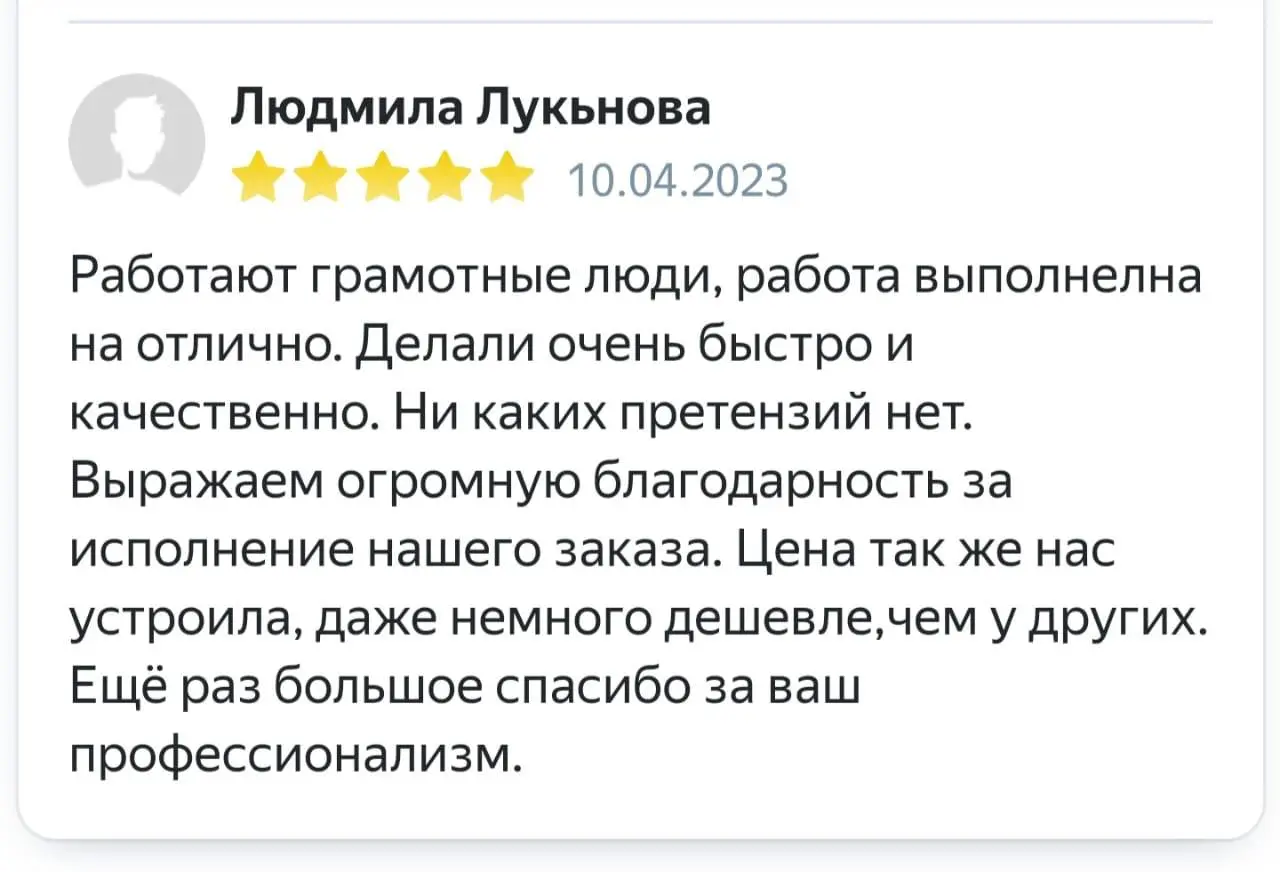 Людмила Лукьнова
10.04.2023
Работают грамотные люди, работа выполнелна
на отлично. Делали очень быстро и
качественно. Ни каких претензий нет.
Выражаем огромную благодарность за
исполнение нашего заказа. Цена так же нас
устроила, даже немного дешевле,чем у других.
Ещё раз большое спасибо за ваш
профессионализм.